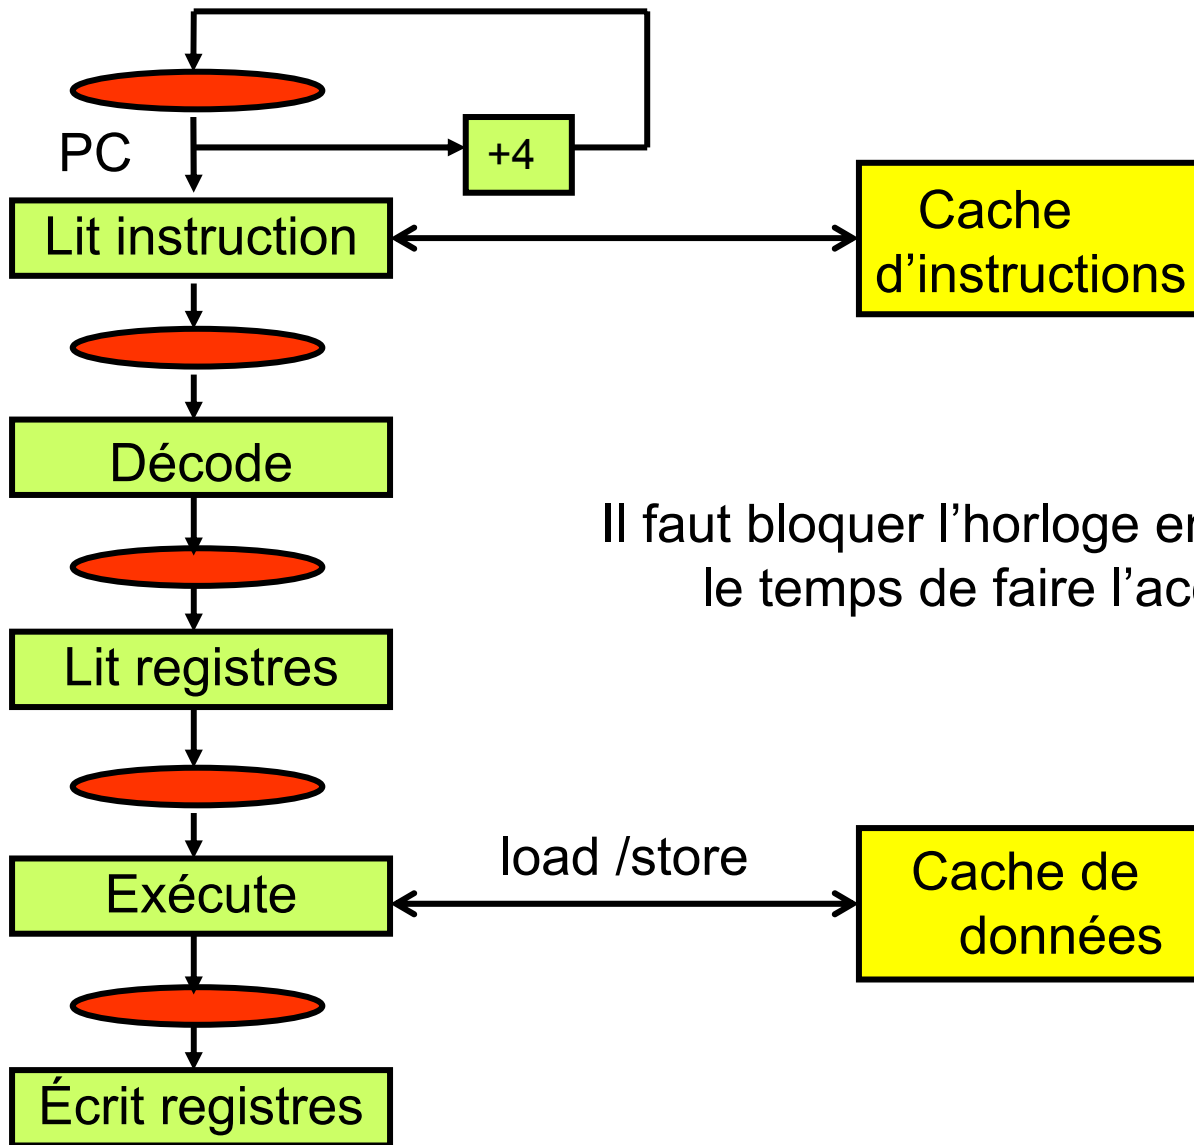 PC
+4
Lit instruction
Cache
d’instructions
Décode
Il faut bloquer l’horloge
le temps de faire
Lit registres
load /store
Exécute
Cache de
données
Écrit registres